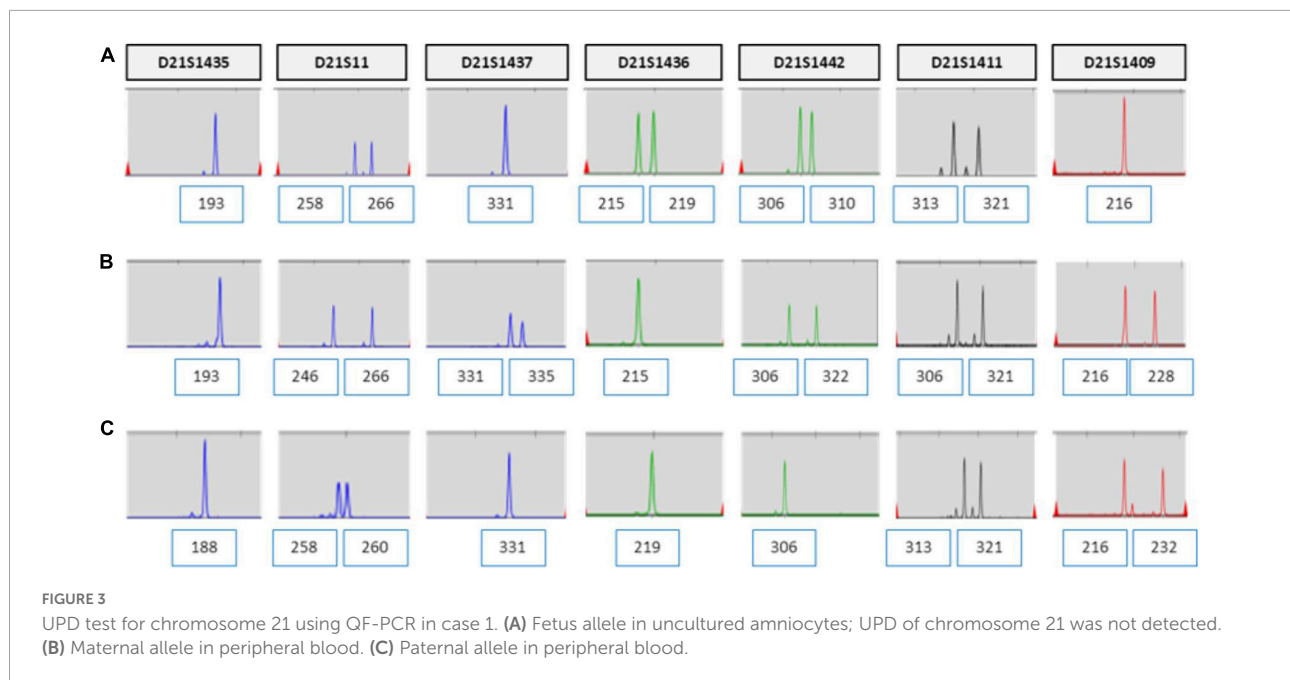 A
D21S1435 D21S11 D21S1437 D21S1436 D21S1442 D21S1411 D21S1409
193 258 266 331 215 219 306 310 313 321 216
B
193 246 266 331 335 215 306 322 306 321 216 228
C
188 258 260 331 219 306 313 321 216 232
FIGURE 3
UPD test for chromosome 21 using QF-PCR in case 1. (A) Fetus allele in uncultured amniocytes; UPD of chromosome 21 was not detected.
(B) Maternal allele in peripheral blood. (C) Paternal allele in peripheral blood.